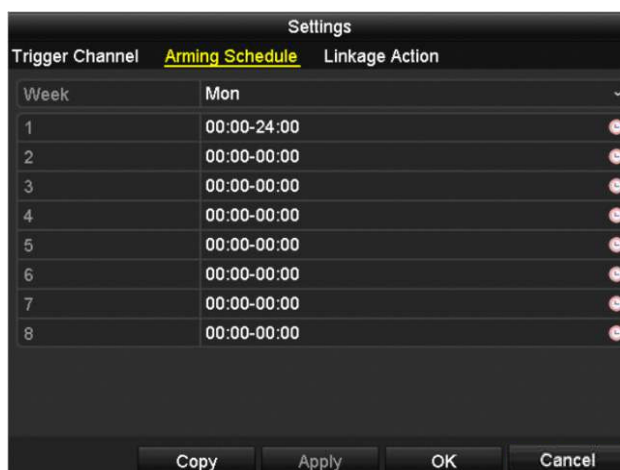 Settings
Trigger Channel Arming Schedule Linkage Action
Week Mon
1 00:00-24:00
2 00:00-00:00
3 00:00-00:00
4 00:00-00:00
5 00:00-00:00
6 00:00-00:00
7 00:00-00:00
8 00:00-00:00
Copy Apply OK Cancel